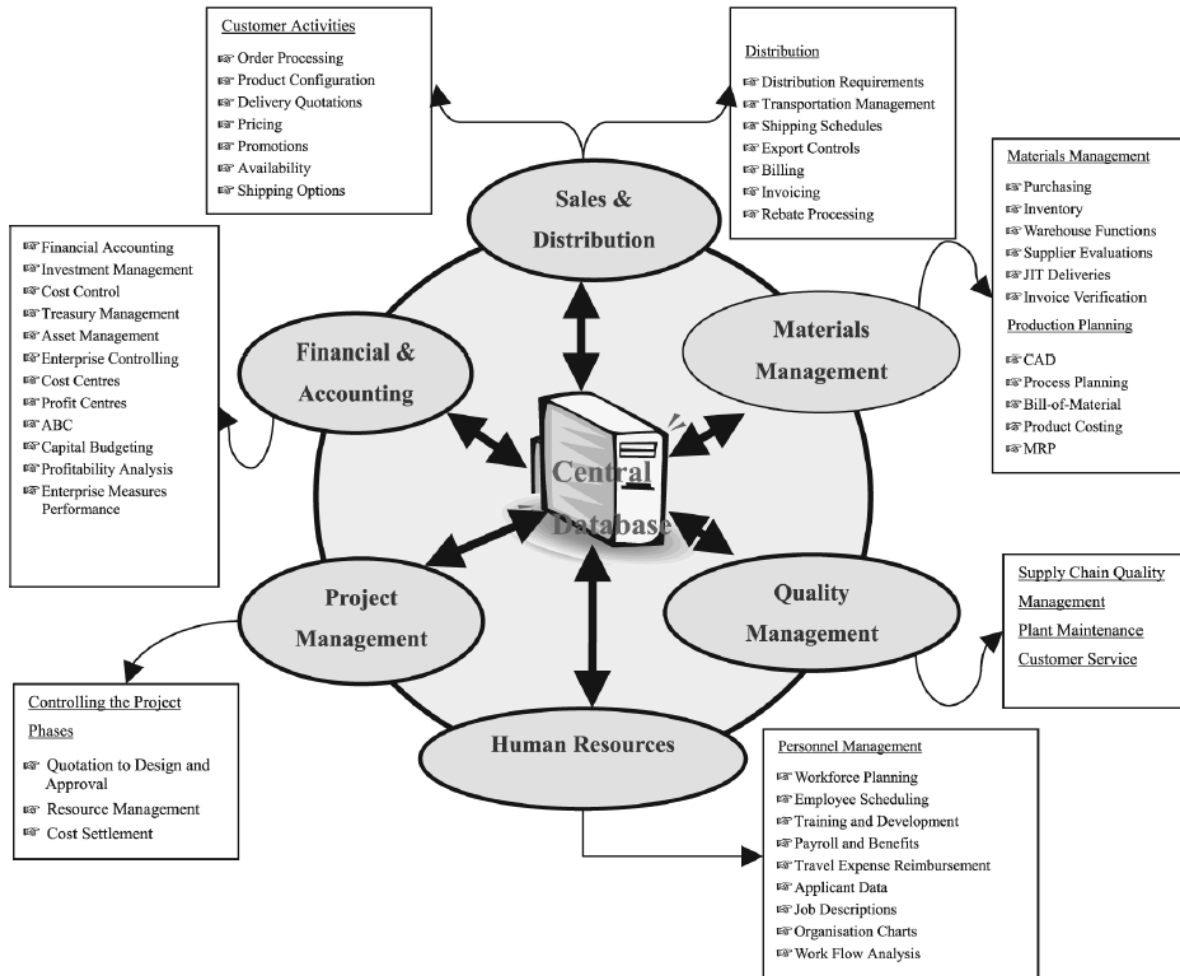 Customer Activities
Order Processing
Product Configuration
Delivery Quotations
Pricing
Promotions
Availability
Shipping Options
Distribution
Distribution Requirements
Transportation Management
Shipping Schedules
Export Controls
Billing
Invoicing
Rebate Processing
Materials Management
Purchasing
Inventory
Warehouse Functions
Supplier Evaluations
JIT Deliveries
Invoice Verification
Production Planning
CAD
Process Planning
Bill-of-Material
Product Costing
MRP
Financial Accounting
Investment Management
Cost Control
Treasury Management
Asset Management
Enterprise Controlling
Cost Centres
Profit Centres
ABC
Capital Budgeting
Profitability Analysis
Enterprise Measures
Performance
Sales &
Distribution
Financial &
Accounting
Materials
Management
Central
Database
Project
Management
Quality
Management
Human Resources
Supply Chain Quality
Management
Plant Maintenance
Customer Service
Controlling the Project
Phases
Quotation to Design and
Approval
Resource Management
Cost Settlement
Personnel Management
Workforce Planning
Employee Scheduling
Training and Development
Payroll and Benefits
Travel Expense Reimbursement
Applicant Data
Job Descriptions
Organisation Charts
Work Flow Analysis